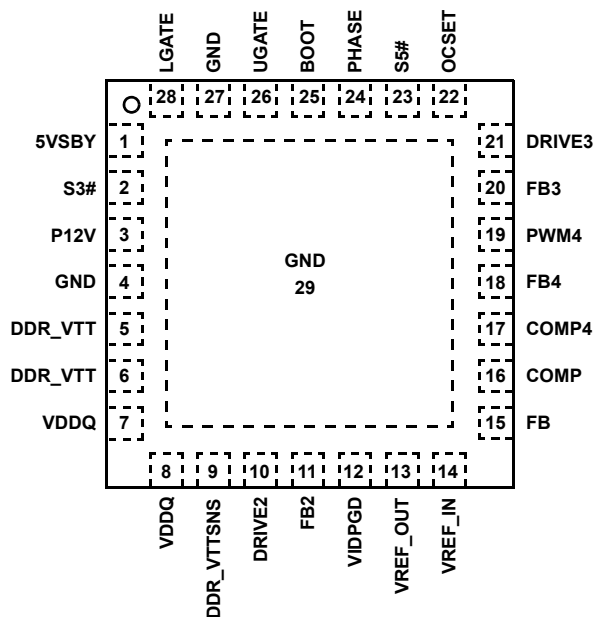 LGATE
GND
UGATE
BOOT
PHASE
S5#
OCSET
28
27
26
25
24
23
22
5VSBY 1
S3# 2
P12V 3
GND 4
DDR_VTT 5
DDR_VTT 6
VDDQ 7
GND
29
21 DRIVE3
20 FB3
19 PWM4
18 FB4
17 COMP4
16 COMP
15 FB
8
9
10
11
12
13
14
VDDQ
DDR_VTTSNS
DRIVE2
FB2
VIDPGD
VREF_OUT
VREF_IN